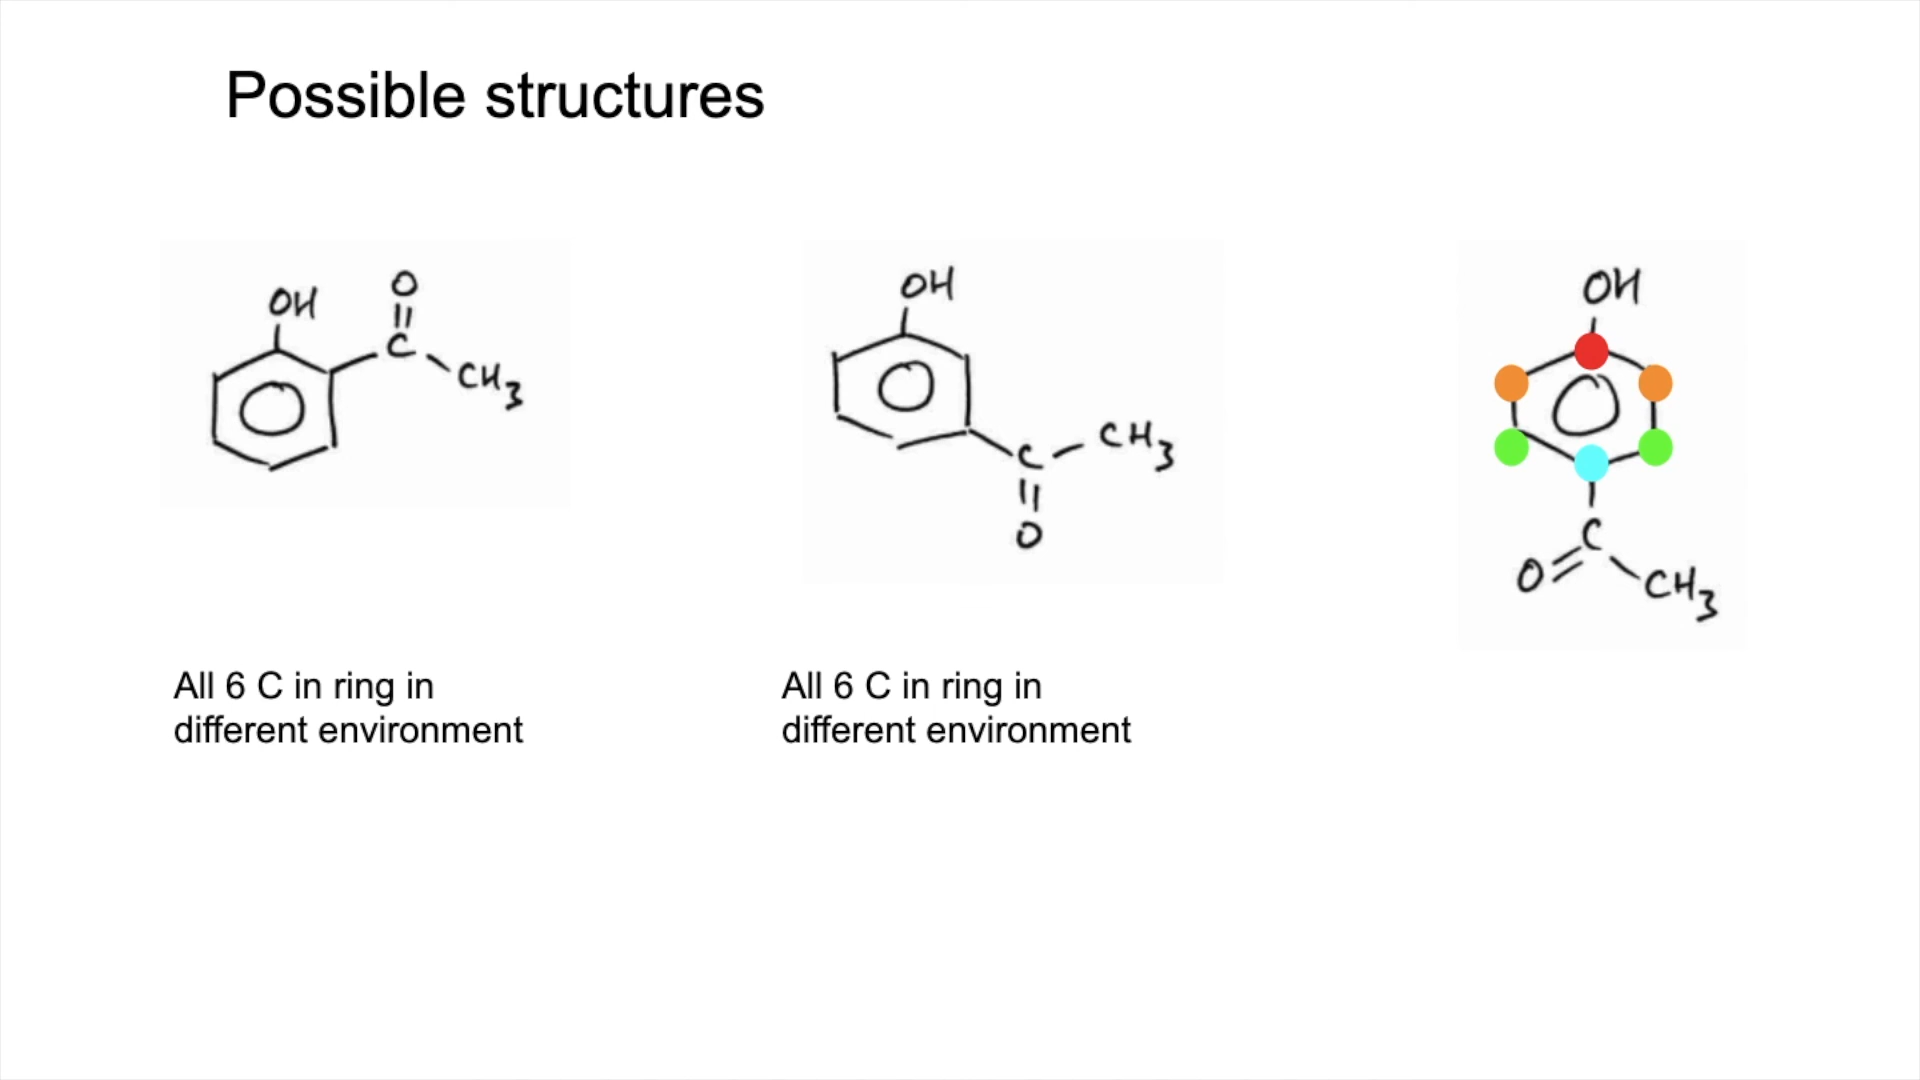 Possible structures
OH
O
C
CH3
OH
C
CH3
O
OH
C
O
CH3
All 6 C in ring in
different environment
All 6 C in ring in
different environment